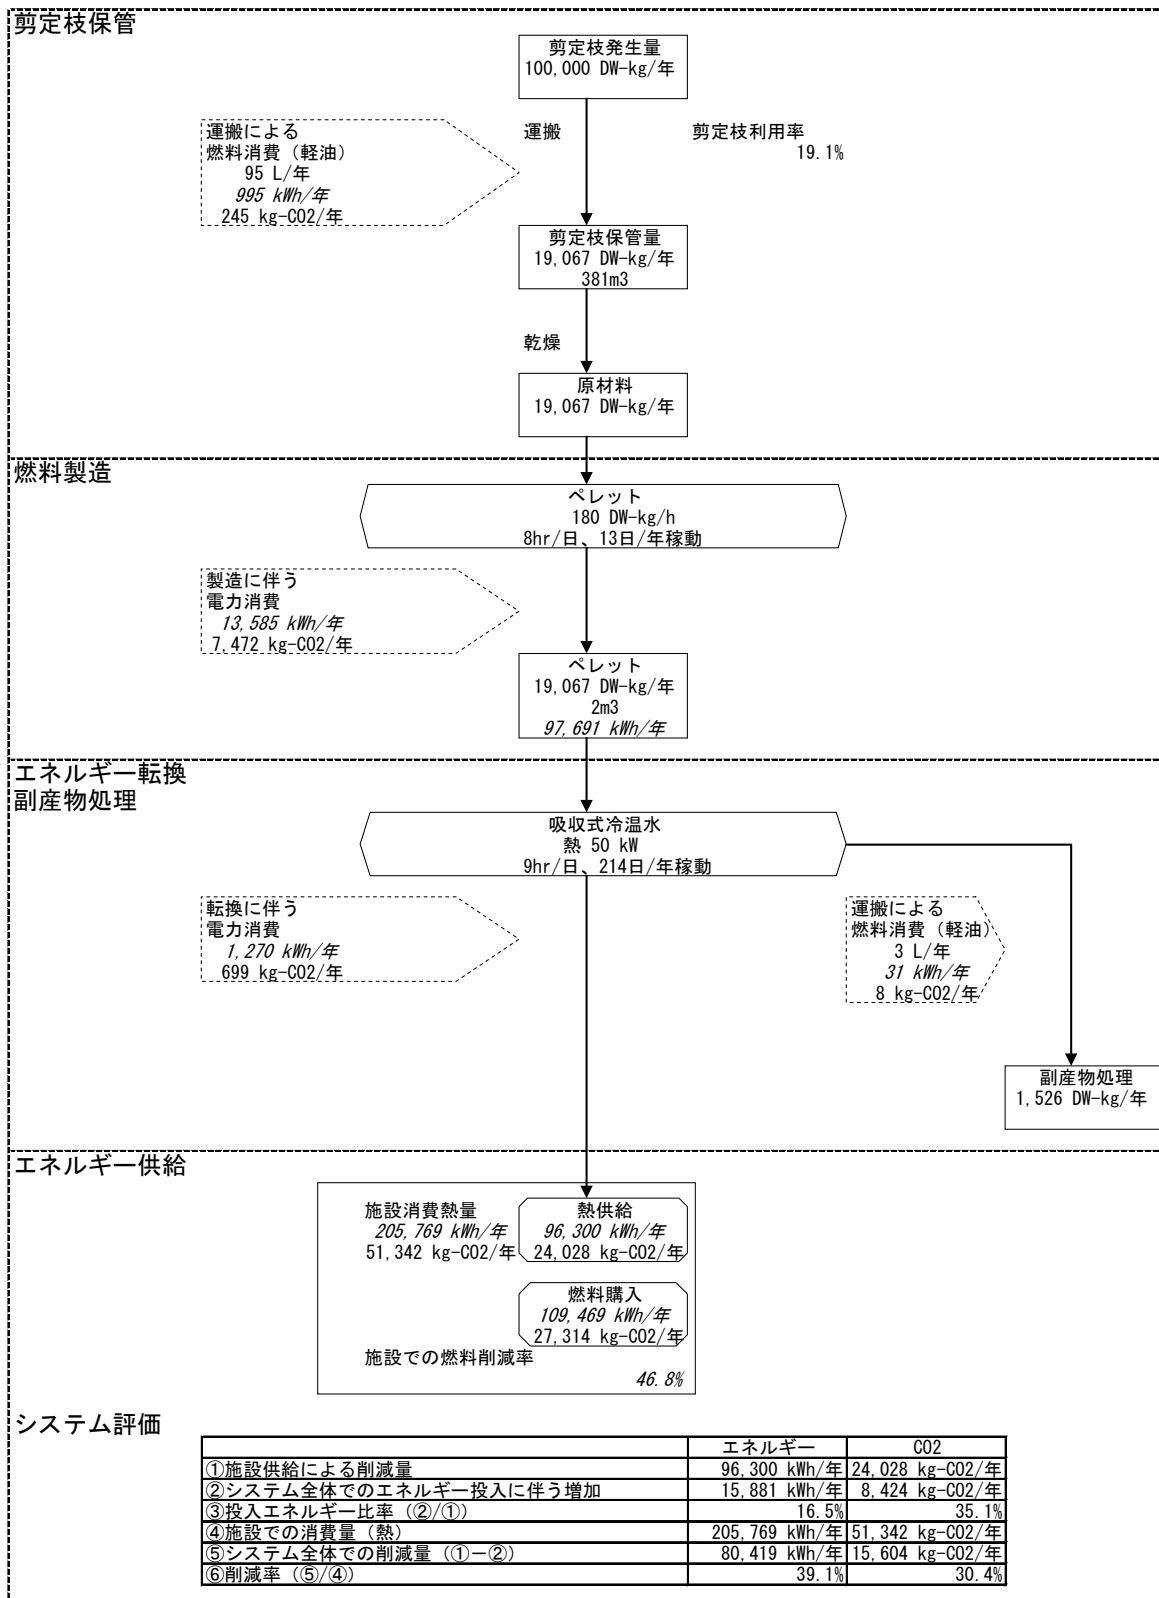 剪定枝保管
剪定枝発生量
100,000 DW-kg/年
運搬による
燃料消費（軽油）
95 L/年
995 kWh/年
245 kg-CO2/年
運搬
剪定枝利用率
19.1%
剪定枝保管量
19,067 DW-kg/年
381m3
乾燥
原材料
19,067 DW-kg/年
燃料製造
ペレット
180 DW-kg/h
8hr/日、13日/年稼動
製造に伴う
電力消費
13,585 kWh/年
7,472 kg-CO2/年
ペレット
19,067 DW-kg/年
2m3
97,691 kWh/年
エネルギー転換
副産物処理
吸収式冷温水
熱 50 kW
9hr/日、214日/年稼動
転換に伴う
電力消費
1,270 kWh/年
699 kg-CO2/年
運搬による
燃料消費（軽油）
3 L/年
31 kWh/年
8 kg-CO2/年
副産物処理
1,526 DW-kg/年
エネルギー供給
施設消費熱量
205,769 kWh/年
51,342 kg-CO2/年
熱供給
96,300 kWh/年
24,028 kg-CO2/年
燃料購入
109,469 kWh/年
27,314 kg-CO2/年
施設での燃料削減率
46.8%
システム評価
エネルギー CO2
①施設供給による削減量 96,300 kWh/年 24,028 kg-CO2/年
②システム全体でのエネルギー投入に伴う増加 15,881 kWh/年 8,424 kg-CO2/年
③投入エネルギー比率（②/①） 16.5% 35.1%
④施設での消費量（熱） 205,769 kWh/年 51,342 kg-CO2/年
⑤システム全体での削減量（①－②） 80,419 kWh/年 15,604 kg-CO2/年
⑥削減率（⑤/④） 39.1% 30.4%